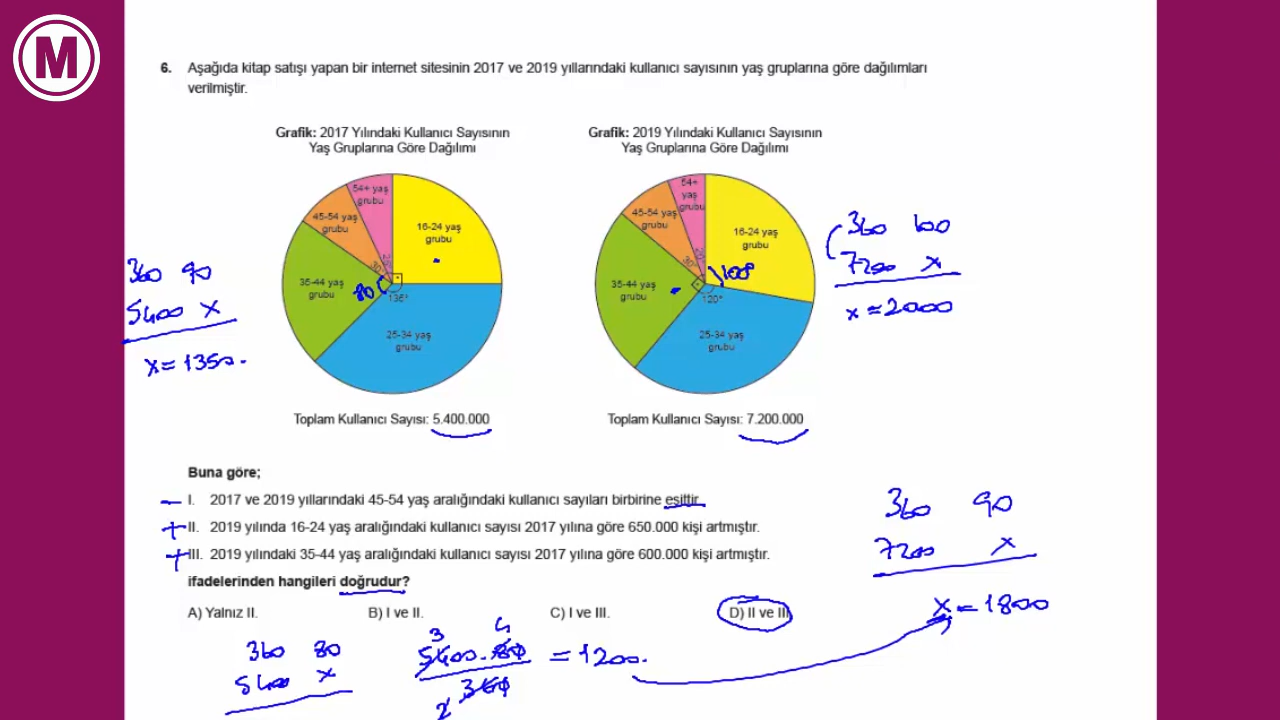 M
6. Aşağıda kitap satışı yapan bir internet sitesinin 2017 ve 2019 yıllarındaki kullanıcı sayısının yaş gruplarına göre dağılımları
verilmiştir.
Grafik: 2017 Yılındaki Kullanıcı Sayısının
Yaş Gruplarına Göre Dağılımı
54+ yaş
grubu
45-54 yaş
grubu
16-24 yaş
grubu
35-44 yaş
grubu
30°
80
135°
25-34 yaş
grubu
Toplam Kullanıcı Sayısı: 5.400.000
360 90
5400 x
x = 1350.
Grafik: 2019 Yılındaki Kullanıcı Sayısının
Yaş Gruplarına Göre Dağılımı
54+
yaş
grubu
45-54 yaş
grubu
16-24 yaş
grubu
35-44 yaş
grubu
30°
100°
120°
25-34 yaş
grubu
Toplam Kullanıcı Sayısı: 7.200.000
360 100
7200 x
x = 2000
Buna göre;
I. 2017 ve 2019 yıllarındaki 45-54 yaş aralığındaki kullanıcı sayıları birbirine eşittir.
II. 2019 yılında 16-24 yaş aralığındaki kullanıcı sayısı 2017 yılına göre 650.000 kişi artmıştır.
III. 2019 yılındaki 35-44 yaş aralığındaki kullanıcı sayısı 2017 yılına göre 600.000 kişi artmıştır.
ifadelerinden hangileri doğrudur?
A) Yalnız II. B) I ve II. C) I ve III. D) II ve III
360 90
7200 x
x = 1800
360 80
5400 x
3 4
5400.80 = 1200.
2 360